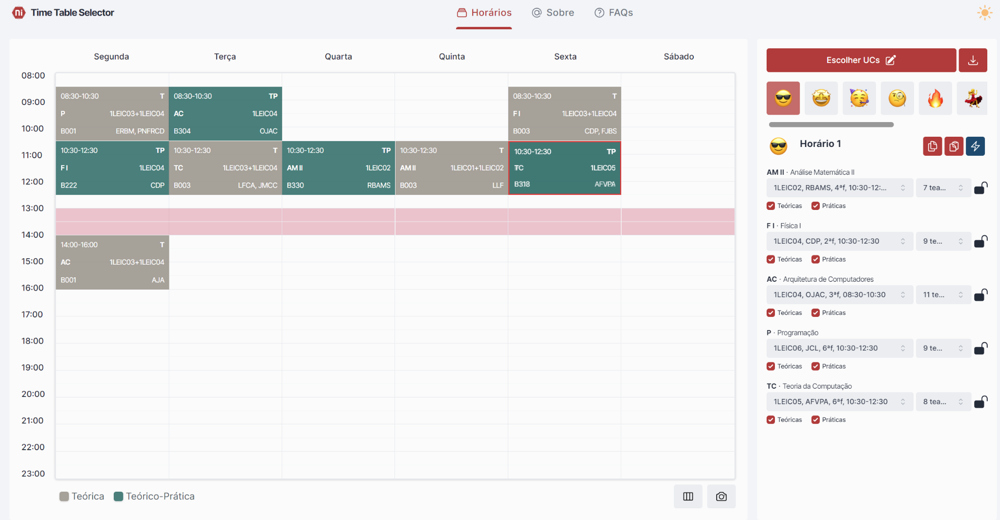 ni Time Table Selector
Horários
Sobre
FAQs
Segunda Terça Quarta Quinta Sexta Sábado
08:00
09:00
10:00
11:00
12:00
13:00
14:00
15:00
16:00
17:00
18:00
19:00
20:00
21:00
22:00
23:00
08:30-10:30 T
P 1LEIC03+1LEIC04
B001 ERBM, PNFRCD
10:30-12:30 TP
F I 1LEIC04
B222 CDP
14:00-16:00 T
AC 1LEIC03+1LEIC04
B001 AJA
08:30-10:30 TP
AC 1LEIC04
B304 OJAC
10:30-12:30 T
TC 1LEIC03+1LEIC04
B003 LFCA, JMCC
10:30-12:30 TP
AM II 1LEIC02
B330 RBAMS
10:30-12:30 T
AM II 1LEIC01+1LEIC02
B003 LLF
08:30-10:30 T
F I 1LEIC03+1LEIC04
B003 CDP, FJBS
10:30-12:30 TP
TC 1LEIC05
B318 AFVPA
Teórica Teórico-Prática
Escolher UCs
Horário 1
AM II · Análise Matemática II
1LEIC02, RBAMS, 4ªf, 10:30-12:... 7 tea...
Teóricas Práticas
F I · Física I
1LEIC04, CDP, 2ªf, 10:30-12:30 9 te...
Teóricas Práticas
AC · Arquitetura de Computadores
1LEIC04, OJAC, 3ªf, 08:30-10:30 11 te...
Teóricas Práticas
P · Programação
1LEIC06, JCL, 6ªf, 10:30-12:30 9 te...
Teóricas Práticas
TC · Teoria da Computação
1LEIC05, AFVPA, 6ªf, 10:30-12:30 8 tea...
Teóricas Práticas